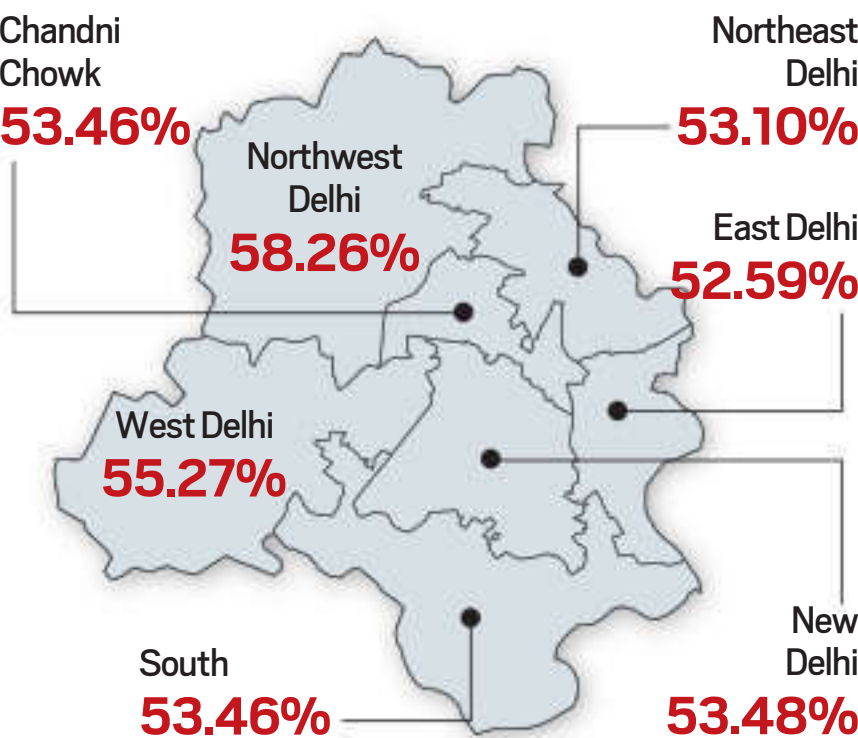 Chandni
Chowk
53.46%
Northeast
Delhi
53.10%
Northwest
Delhi
58.26%
East Delhi
52.59%
West Delhi
55.27%
South
53.46%
New
Delhi
53.48%